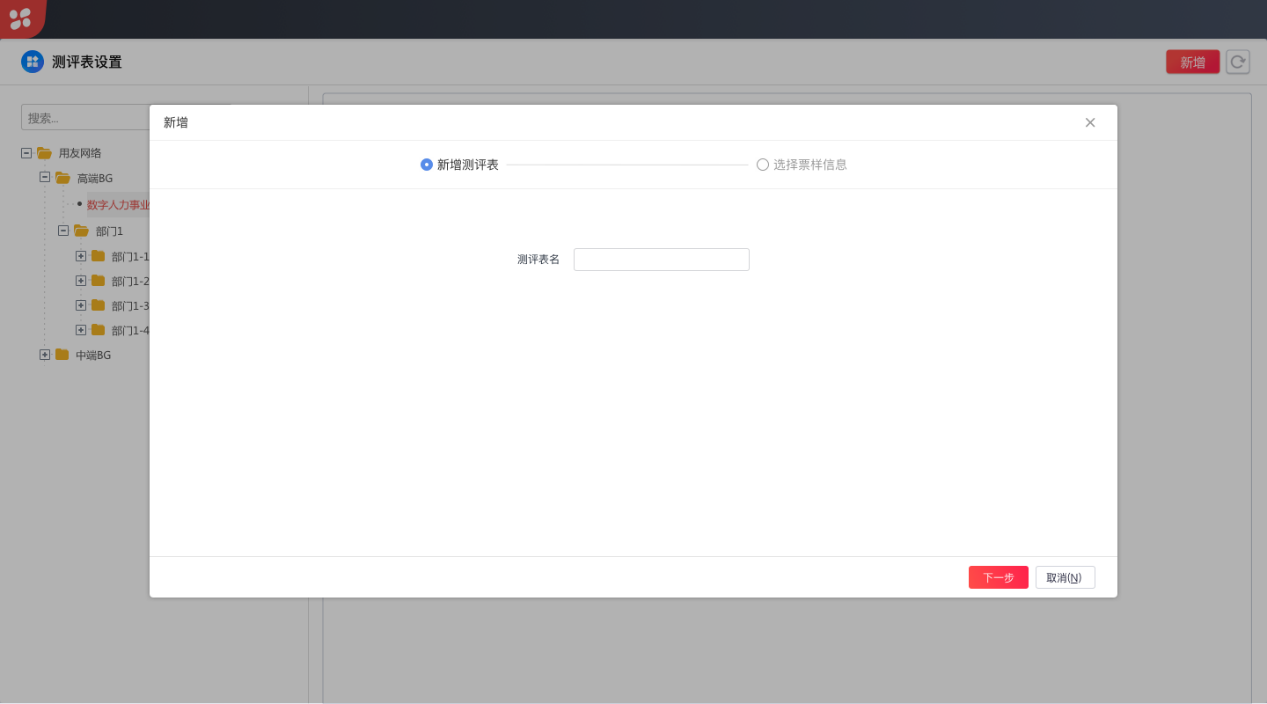 测评表设置
新增
搜索...
新增
新增测评表
选择票样信息
用友网络
高端BG
数字人力事业
部门1
测评表名
部门1-1
部门1-2
部门1-3
部门1-4
中端BG
下一步
取消(N)